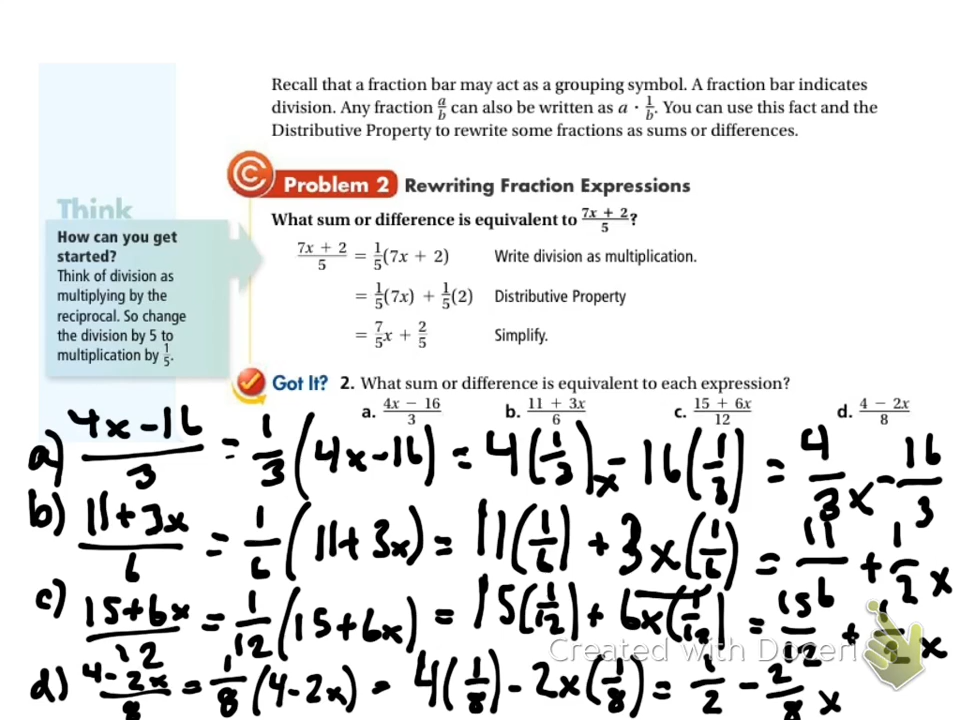 Recall that a fraction bar may act as a grouping symbol. A fraction bar indicates
division. Any fraction a/b can also be written as a · 1/b. You can use this fact and the
Distributive Property to rewrite some fractions as sums or differences.
Problem 2 Rewriting Fraction Expressions
Think
How can you get
started?
Think of division as
multiplying by the
reciprocal. So change
the division by 5 to
multiplication by 1/5.
What sum or difference is equivalent to (7x + 2)/5?
(7x + 2)/5 = 1/5(7x + 2) Write division as multiplication.
= 1/5(7x) + 1/5(2) Distributive Property
= 7/5x + 2/5 Simplify.
Got It? 2. What sum or difference is equivalent to each expression?
a. (4x − 16)/3 b. (11 + 3x)/6 c. (15 + 6x)/12 d. (4 − 2x)/8
a) (4x-16)/3 = 1/3(4x-16) = 4(1/3)x - 16(1/3) = 4/3x - 16/3
b) (11+3x)/6 = 1/6(11+3x) = 11(1/6) + 3x(1/6) = 11/6 + 1/2x
c) (15+6x)/12 = 1/12(15+6x) = 15(1/12) + 6x(1/12) = 15/12 + 1/2x
Created with Doceri
d) (4-2x)/8 = 1/8(4-2x) = 4(1/8) - 2x(1/8) = 1/2 - 2/8x